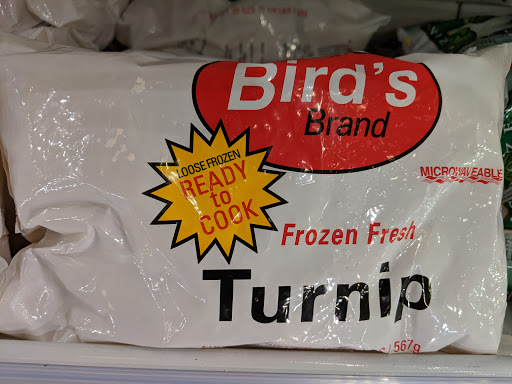 Bird's
Brand
MICROWAVEABLE
LOOSE FROZEN
READY
to
COOK
Frozen Fresh
Turnip
567g